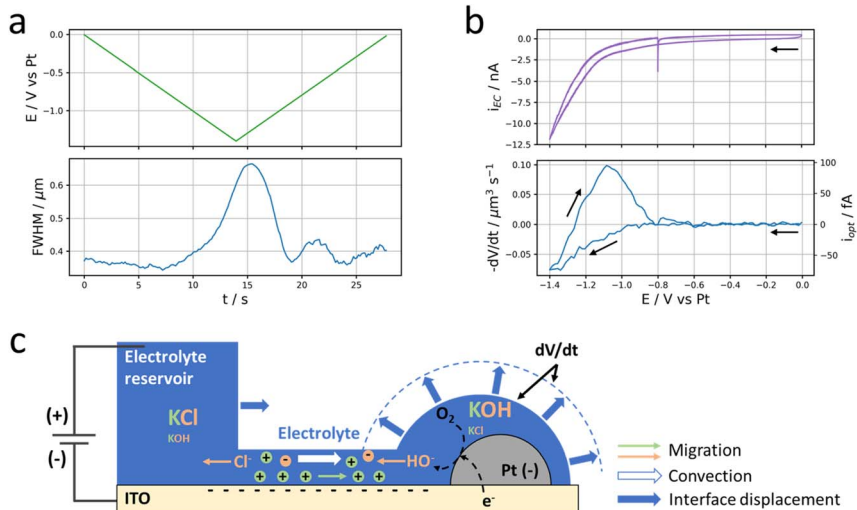 a
0.0
−0.5
−1.0
E / V vs Pt
0.6
0.5
0.4
FWHM / μm
0 5 10 15 20 25
t / s
b
0.0
−2.5
−5.0
−7.5
−10.0
−12.5
i_EC / nA
0.10
0.05
0.00
−0.05
-dV/dt / μm³ s⁻¹
100
50
0
−50
i_opt / fA
−1.4 −1.2 −1.0 −0.8 −0.6 −0.4 −0.2 0.0
E / V vs Pt
c
Electrolyte
reservoir
(+)
(-)
KCl
KOH
Electrolyte
Cl⁻
+ - + -
+ + + + +
HO⁻
O₂
KOH
KCl
Pt (-)
e⁻
ITO
dV/dt
Migration
Convection
Interface displacement